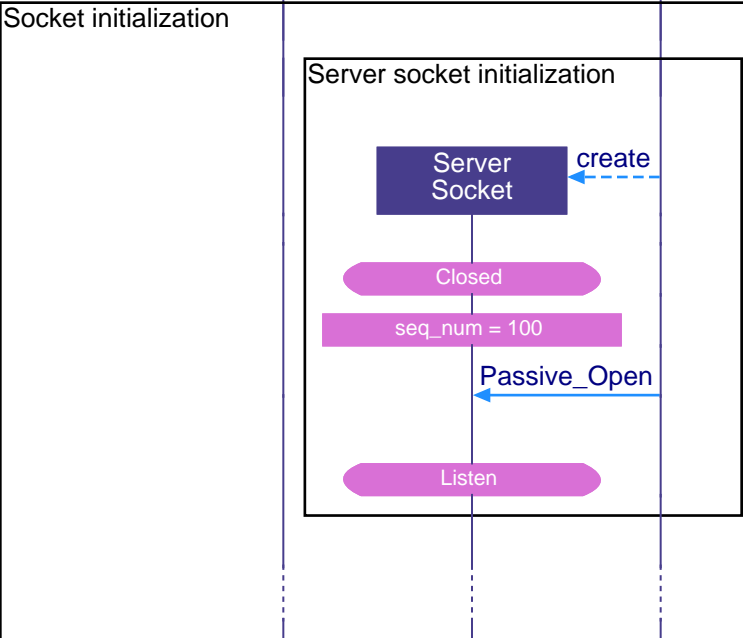 Socket initialization
Server socket initialization
Server
Socket
create
Closed
seq_num = 100
Passive_Open
Listen